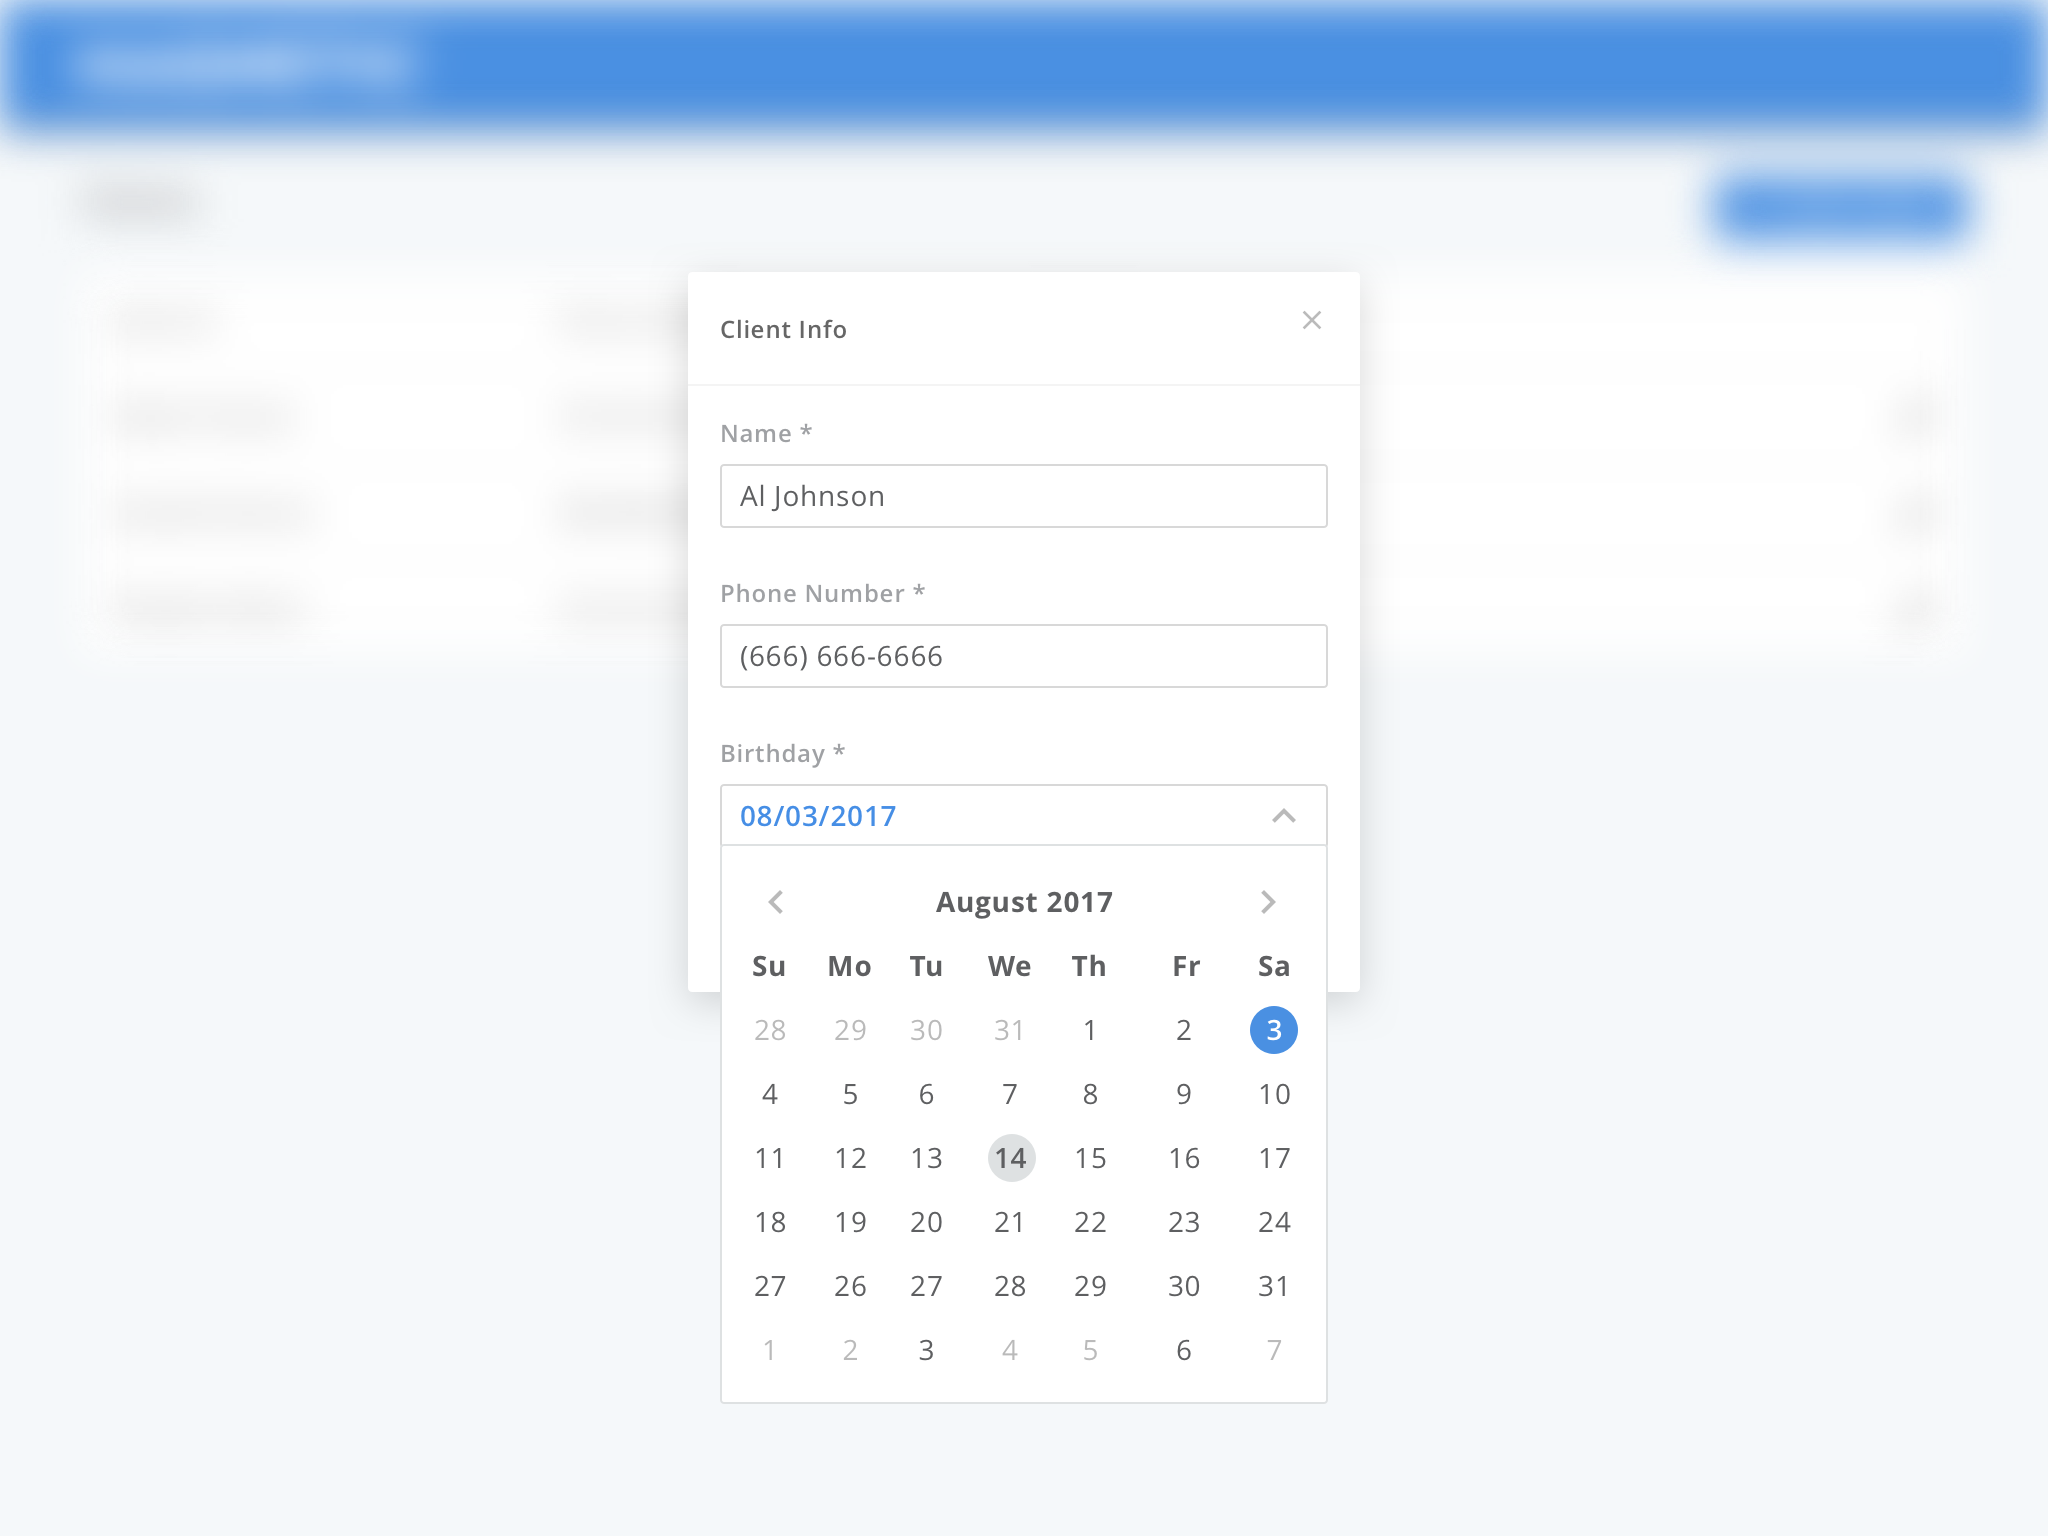 Client Info
Name *
Al Johnson
Phone Number *
(666) 666-6666
Birthday *
08/03/2017
August 2017
Su Mo Tu We Th Fr Sa
28 29 30 31 1 2 3
4 5 6 7 8 9 10
11 12 13 14 15 16 17
18 19 20 21 22 23 24
27 26 27 28 29 30 31
1 2 3 4 5 6 7